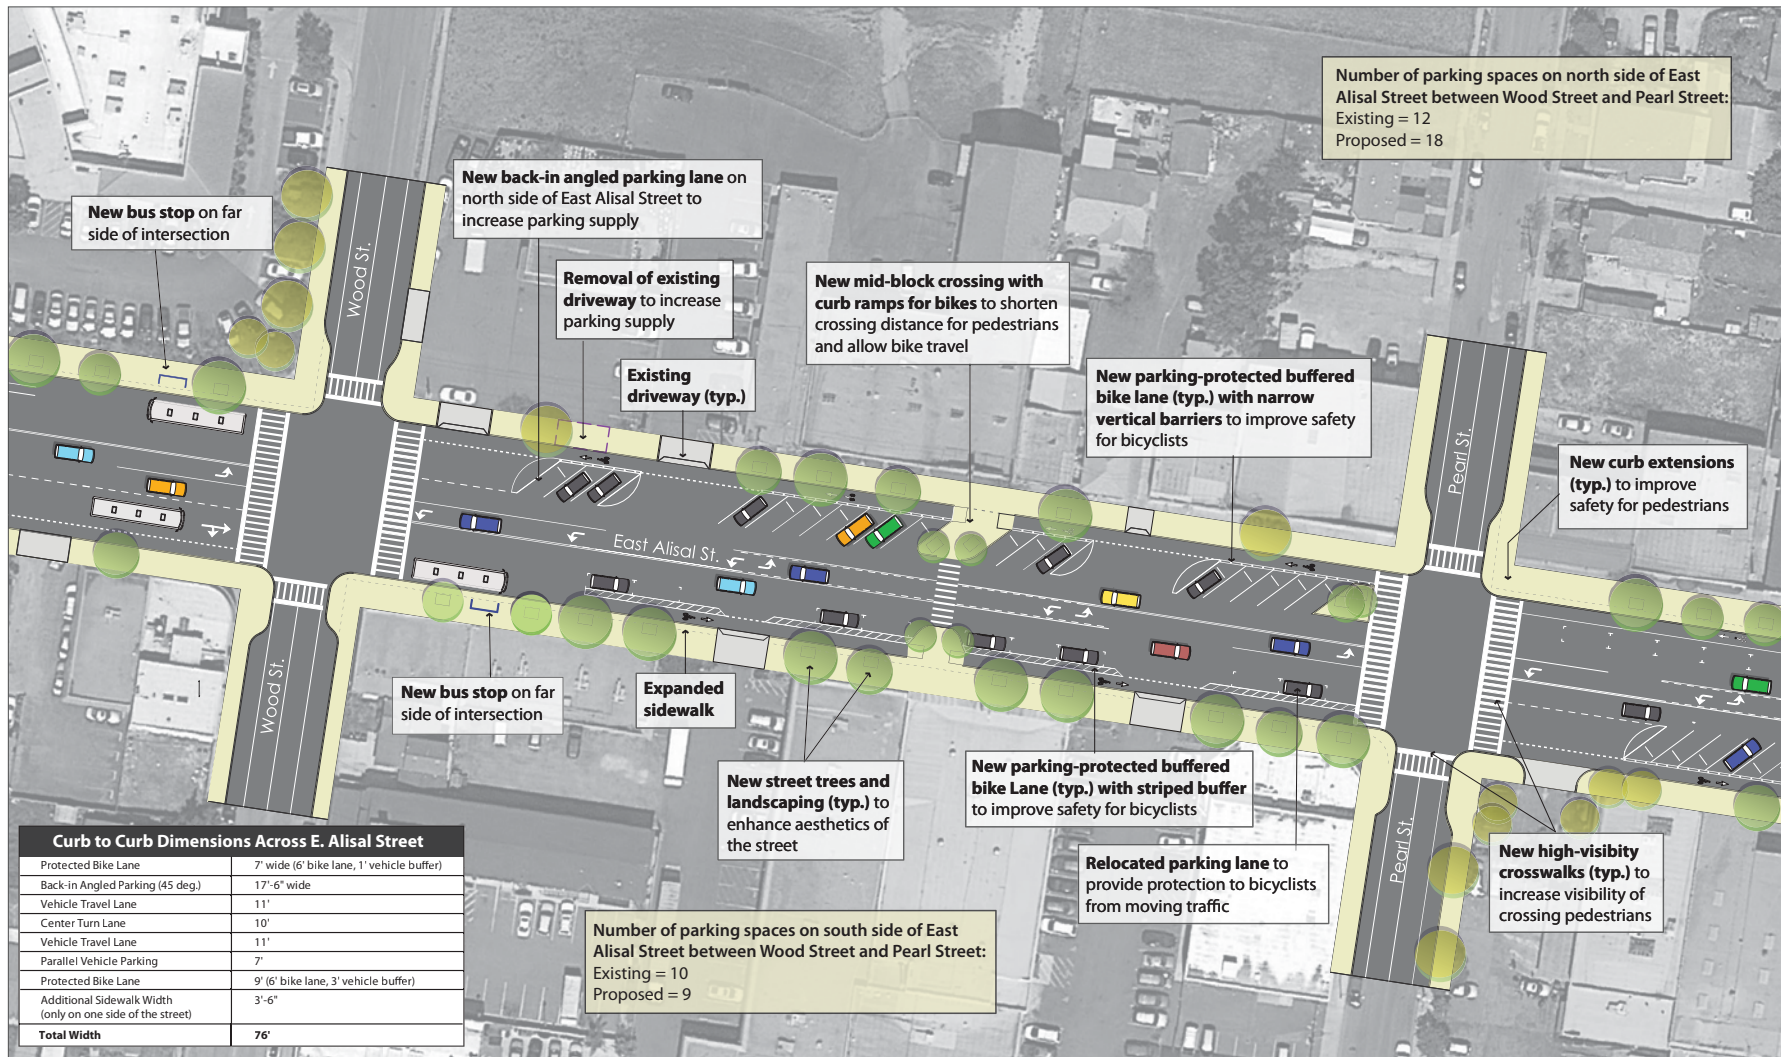 Number of parking spaces on north side of East
Alisal Street between Wood Street and Pearl Street:
Existing = 12
Proposed = 18
New back-in angled parking lane on
north side of East Alisal Street to
increase parking supply
New bus stop on far
side of intersection
Wood St.
Removal of existing
driveway to increase
parking supply
New mid-block crossing with
curb ramps for bikes to shorten
crossing distance for pedestrians
and allow bike travel
Existing
driveway (typ.)
New parking-protected buffered
bike lane (typ.) with narrow
vertical barriers to improve safety
for bicyclists
Pearl St.
New curb extensions
(typ.) to improve
safety for pedestrians
East Alisal St.
Wood St.
New bus stop on far
side of intersection
Expanded
sidewalk
New street trees and
landscaping (typ.) to
enhance aesthetics of
the street
New parking-protected buffered
bike Lane (typ.) with striped buffer
to improve safety for bicyclists
Relocated parking lane to
provide protection to bicyclists
from moving traffic
Pearl St.
New high-visibity
crosswalks (typ.) to
increase visibility of
crossing pedestrians
Curb to Curb Dimensions Across E. Alisal Street
Protected Bike Lane 7' wide (6' bike lane, 1' vehicle buffer)
Back-in Angled Parking (45 deg.) 17'-6" wide
Vehicle Travel Lane 11'
Center Turn Lane 10'
Vehicle Travel Lane 11'
Parallel Vehicle Parking 7'
Protected Bike Lane 9' (6' bike lane, 3' vehicle buffer)
Additional Sidewalk Width 3'-6"
(only on one side of the street)
Total Width 76'
Number of parking spaces on south side of East
Alisal Street between Wood Street and Pearl Street:
Existing = 10
Proposed = 9